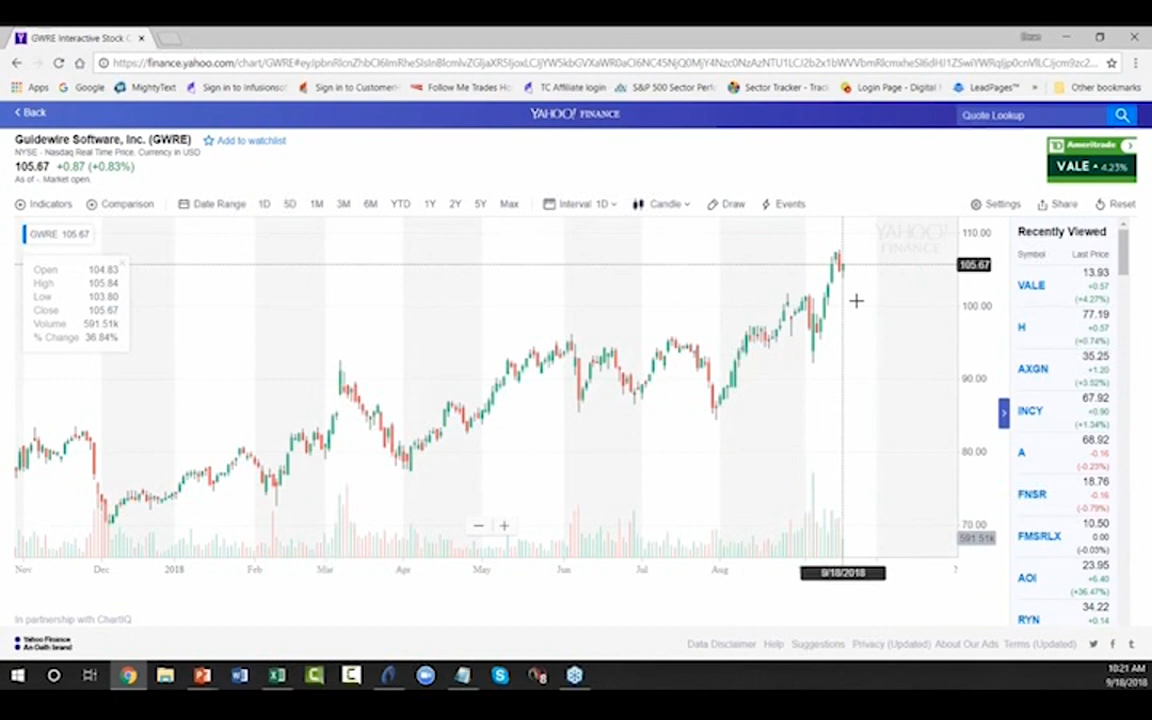 GWRE Interactive Stock C
https://finance.yahoo.com/chart/GWRE
Apps Google MightyText Sign in to Infusionsof Sign in to Customer Follow Me Trades Ho TC Affiliate login S&P 500 Sector Perf Sector Tracker - Track Login Page - Digital LeadPages™ » Other bookmarks
Back YAHOO! FINANCE Quote Lookup
Guidewire Software, Inc. (GWRE) Add to watchlist
NYSE - Nasdaq Real Time Price. Currency in USD
105.67 +0.87 (+0.83%)
As of -. Market open.
Ameritrade
VALE 4.23%
Indicators Comparison Date Range 1D 5D 1M 3M 6M YTD 1Y 2Y 5Y Max Interval 1D Candle Draw Events Settings Share Reset
GWRE 105.67
Open 104.83
High 105.84
Low 103.80
Close 105.67
Volume 591.51k
% Change 36.84%
YAHOO!
FINANCE
110.00
105.67
100.00
90.00
80.00
70.00
591.51k
Nov Dec 2018 Feb Mar Apr May Jun Jul Aug 9/18/2018 ?
Recently Viewed
Symbol Last Price
VALE 13.93
+0.57
(+4.27%)
H 77.19
+0.57
(+0.74%)
AXGN 35.25
+1.20
(+3.52%)
INCY 67.92
+0.90
(+1.34%)
A 68.92
-0.16
(-0.23%)
FNSR 18.76
-0.16
(-0.79%)
FMSRLX 10.50
0.00
(-0.03%)
AOI 23.95
+6.40
(+36.47%)
RYN 34.22
+0.14
In partnership with ChartIQ
Yahoo Finance
An Oath brand
Data Disclaimer Help Suggestions Privacy (Updated) About Our Ads Terms (Updated)
10:21 AM
9/18/2018